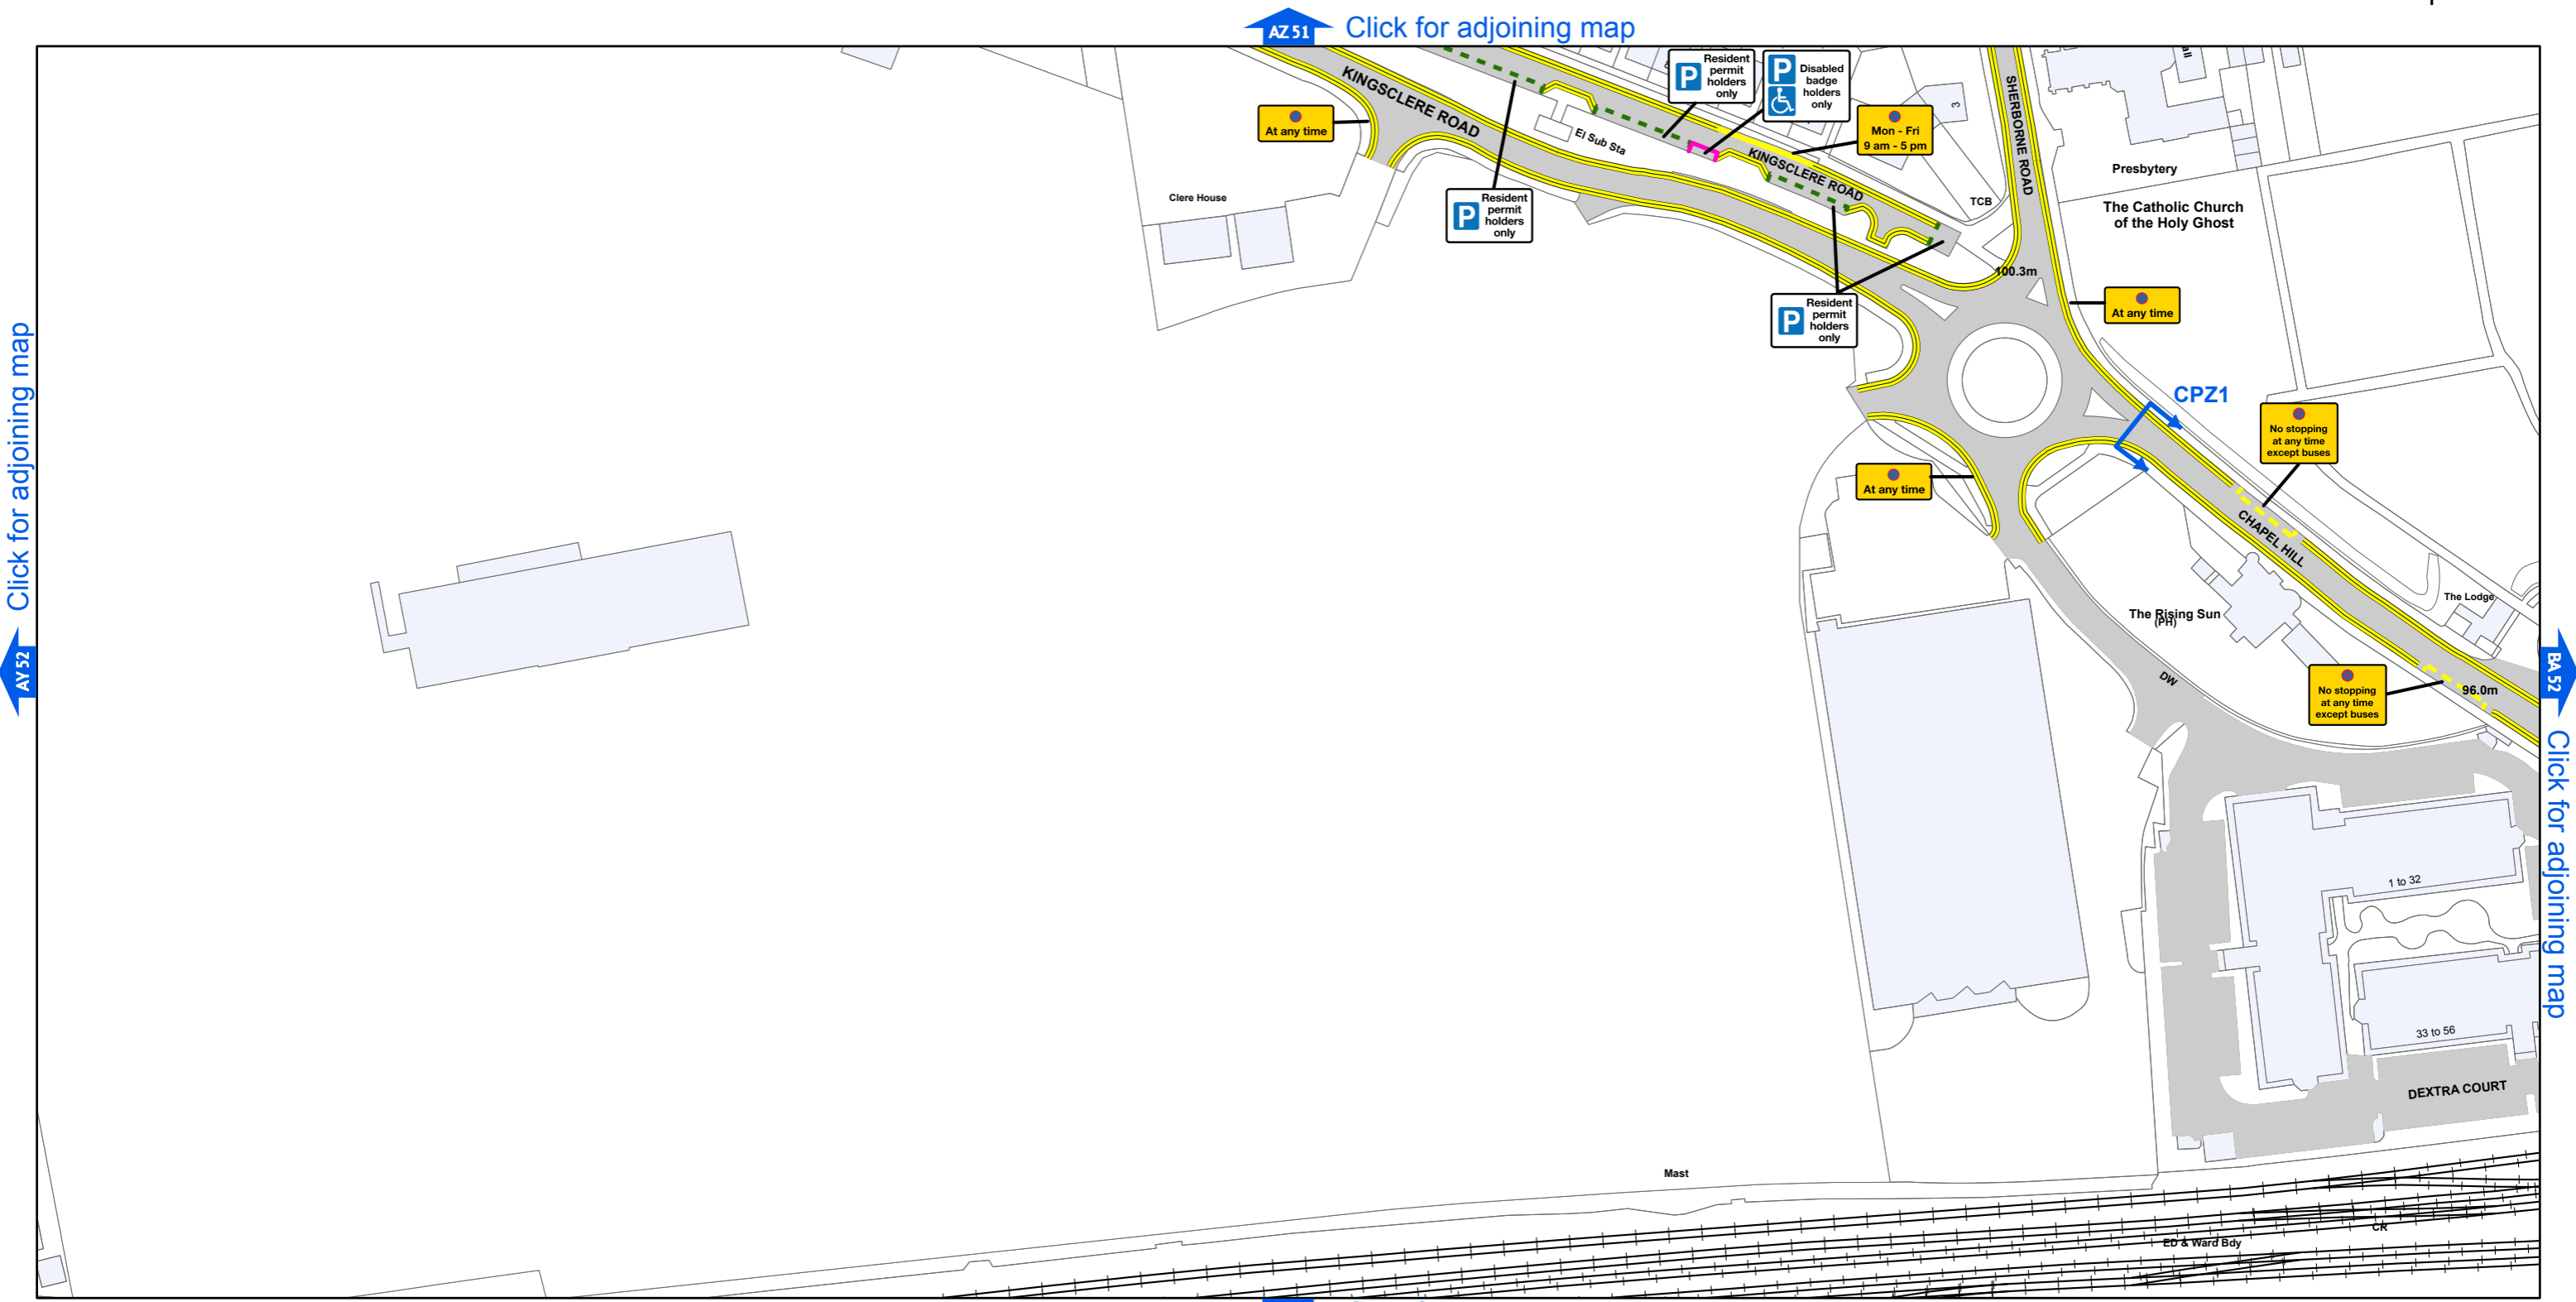 AZ 51
Click for adjoining map
KINGSCLERE ROAD
At any time
Resident
permit
holders
only
Disabled
badge
holders
only
Mon - Fri
9 am - 5 pm
3
SHERBORNE ROAD
El Sub Sta
KINGSCLERE ROAD
Presbytery
Clere House
Resident
permit
holders
only
TCB
The Catholic Church
of the Holy Ghost
100.3m
At any time
Resident
permit
holders
only
CPZ1
No stopping
at any time
except buses
At any time
CHAPEL HILL
The Lodge
The Rising Sun
(PH)
DW
No stopping
at any time
except buses
96.0m
Click for adjoining map
AY 52
BA 52
Click for adjoining map
1 to 32
33 to 56
DEXTRA COURT
Mast
CR
ED & Ward Bdy